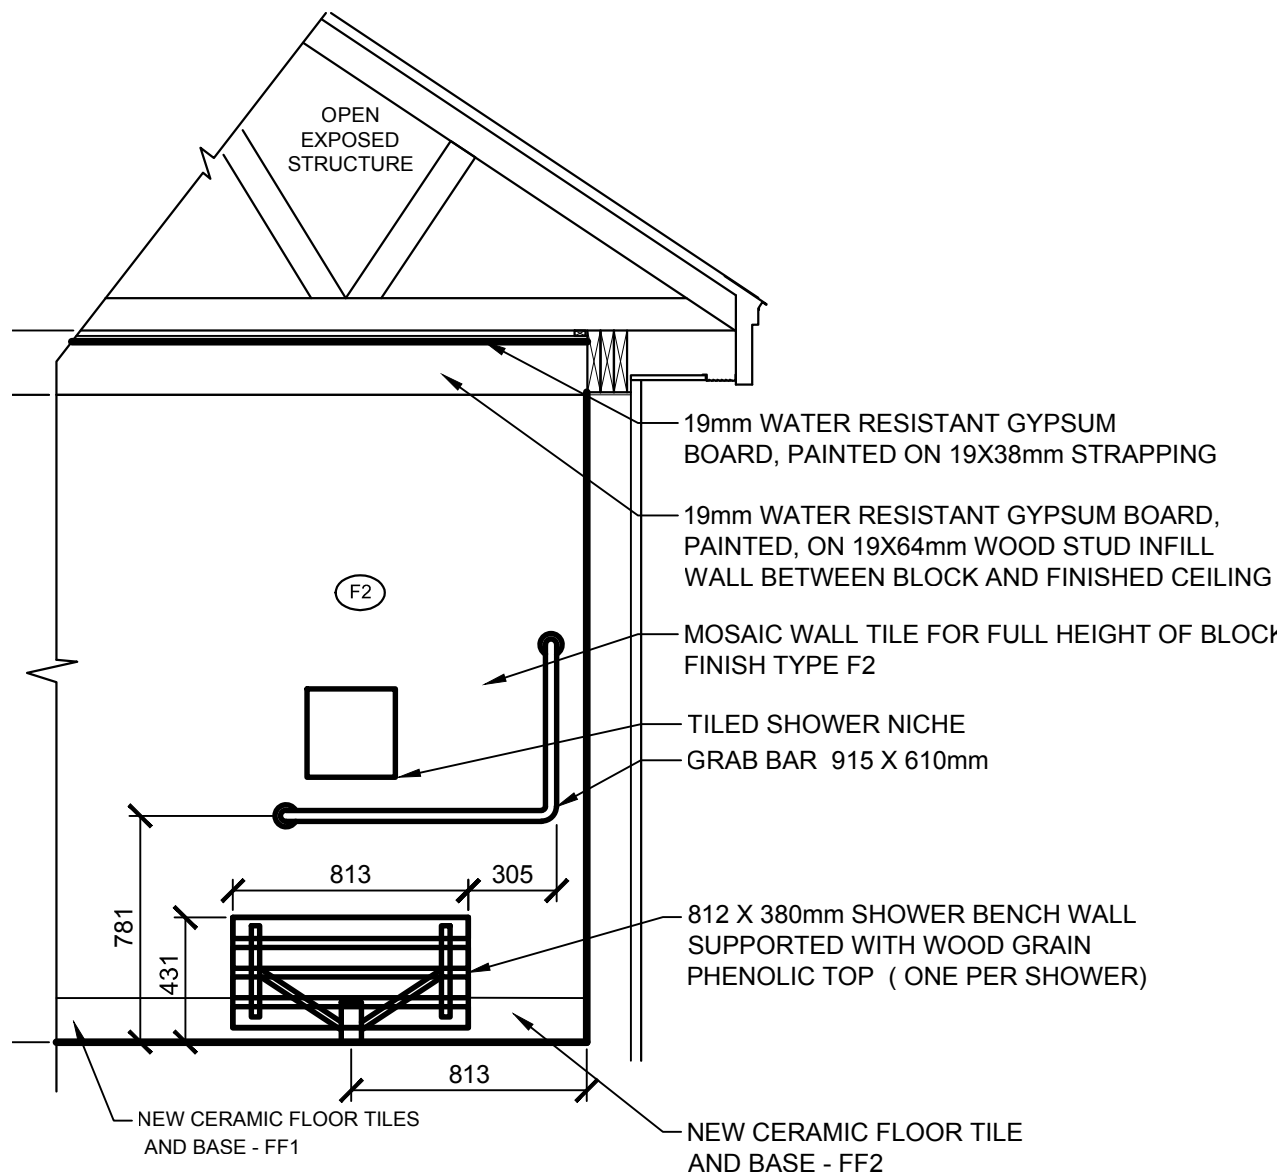 OPEN
EXPOSED
STRUCTURE
19mm WATER RESISTANT GYPSUM
BOARD, PAINTED ON 19X38mm STRAPPING
19mm WATER RESISTANT GYPSUM BOARD,
PAINTED, ON 19X64mm WOOD STUD INFILL
WALL BETWEEN BLOCK AND FINISHED CEILING
F2
MOSAIC WALL TILE FOR FULL HEIGHT OF BLOCK
FINISH TYPE F2
TILED SHOWER NICHE
GRAB BAR 915 X 610mm
813
305
781
431
812 X 380mm SHOWER BENCH WALL
SUPPORTED WITH WOOD GRAIN
PHENOLIC TOP ( ONE PER SHOWER)
813
NEW CERAMIC FLOOR TILES
AND BASE - FF1
NEW CERAMIC FLOOR TILE
AND BASE - FF2